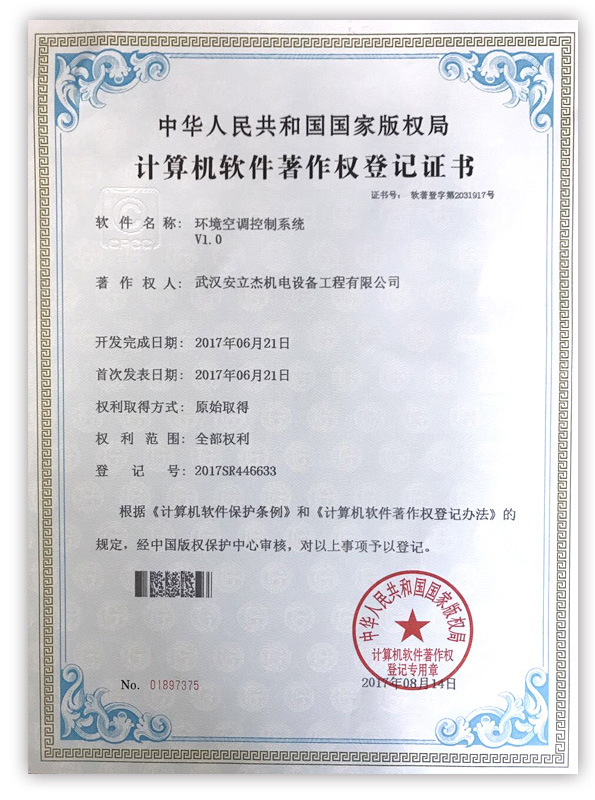 中华人民共和国国家版权局
计算机软件著作权登记证书
证书号： 软著登字第2031917号
软件名称： 环境空调控制系统
V1.0
CPCC
著作权人： 武汉安立杰机电设备工程有限公司
开发完成日期： 2017年06月21日
首次发表日期： 2017年06月21日
权利取得方式： 原始取得
权利范围： 全部权利
登记号： 2017SR446633
根据《计算机软件保护条例》和《计算机软件著作权登记办法》的
规定，经中国版权保护中心审核，对以上事项予以登记。
中华人民共和国国家版权局
计算机软件著作权
登记专用章
No. 01897375
2017年08月14日